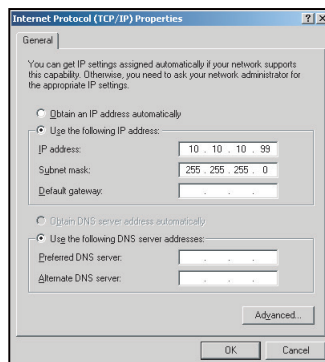 Internet Protocol (TCP/IP) Properties
General
You can get IP settings assigned automatically if your network supports
this capability. Otherwise, you need to ask your network administrator for
the appropriate IP settings.
Obtain an IP address automatically
Use the following IP address:
IP address: 10 . 10 . 10 . 99
Subnet mask: 255 . 255 . 255 . 0
Default gateway: . . .
Obtain DNS server address automatically
Use the following DNS server addresses:
Preferred DNS server: . . .
Alternate DNS server: . . .
Advanced...
OK Cancel